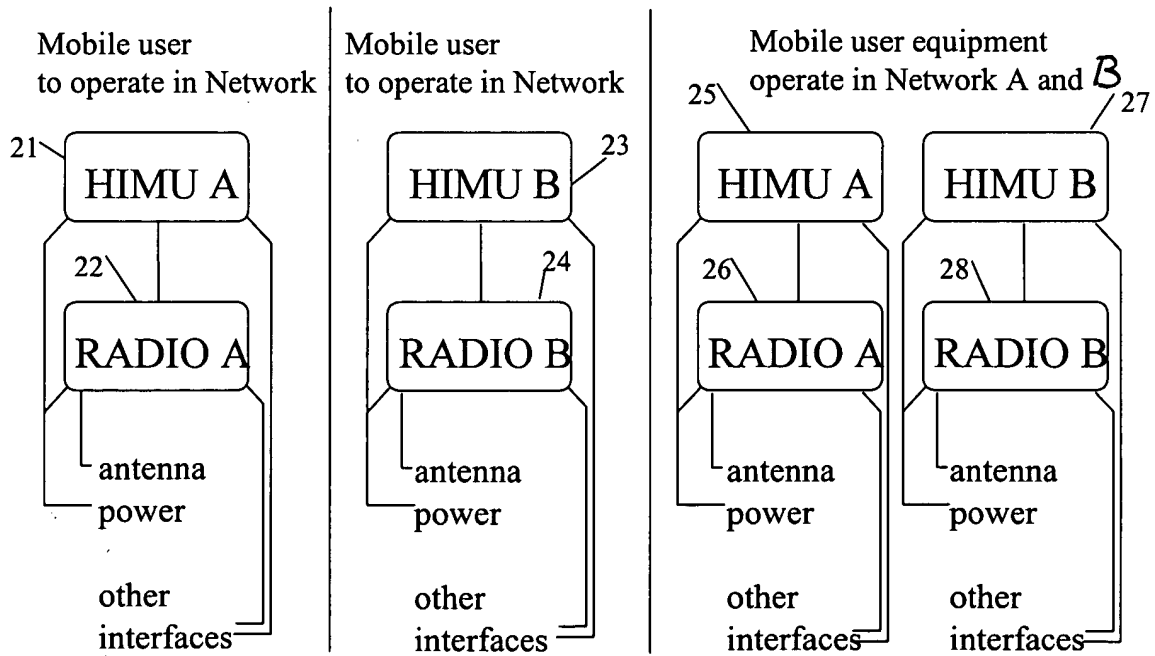 Mobile user
to operate in Network
21
HIMU A
22
RADIO A
antenna
power
other
interfaces
Mobile user
to operate in Network
23
HIMU B
24
RADIO B
antenna
power
other
interfaces
Mobile user equipment
operate in Network A and B
25
27
HIMU A
HIMU B
26
28
RADIO A
RADIO B
antenna
antenna
power
power
other
other
interfaces
interfaces